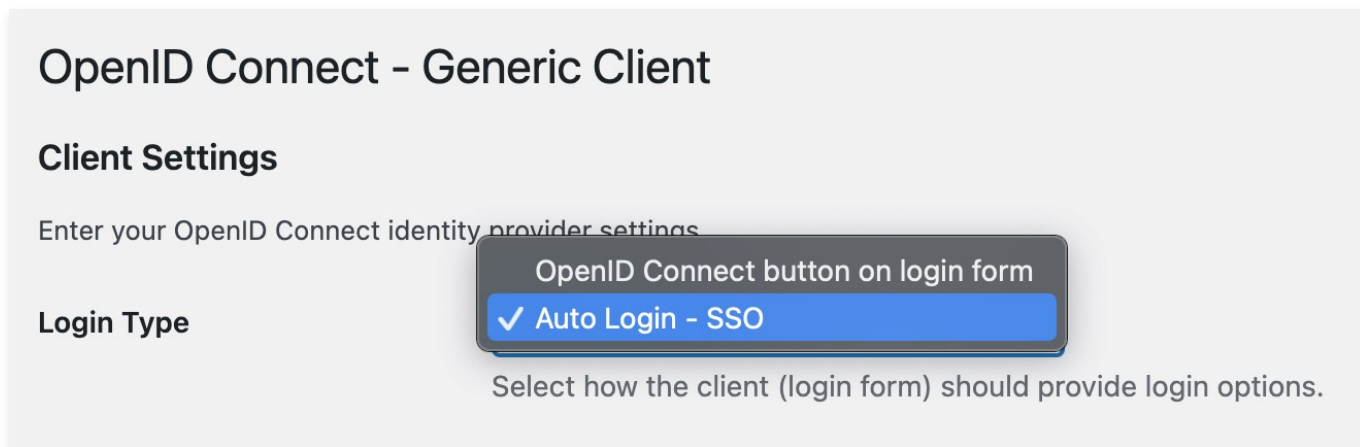 OpenID Connect - Generic Client
Client Settings
Enter your OpenID Connect identity provider settings
OpenID Connect button on login form
Login Type
✓ Auto Login - SSO
Select how the client (login form) should provide login options.